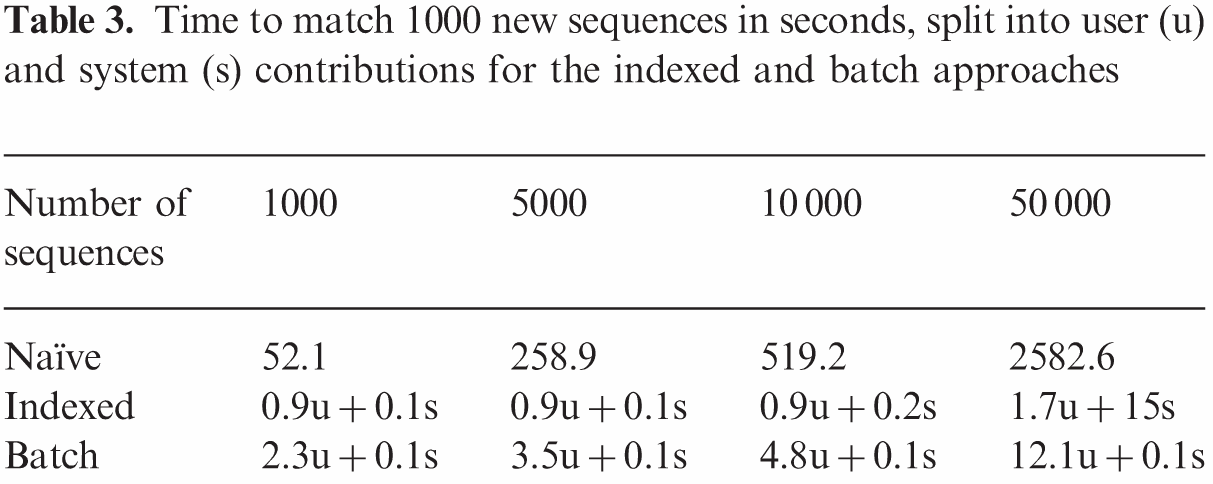 Table 3. Time to match 1000 new sequences in seconds, split into user (u)
and system (s) contributions for the indexed and batch approaches
Number of sequences 1000 5000 10 000 50 000
Naïve 52.1 258.9 519.2 2582.6
Indexed 0.9u + 0.1s 0.9u + 0.1s 0.9u + 0.2s 1.7u + 15s
Batch 2.3u + 0.1s 3.5u + 0.1s 4.8u + 0.1s 12.1u + 0.1s